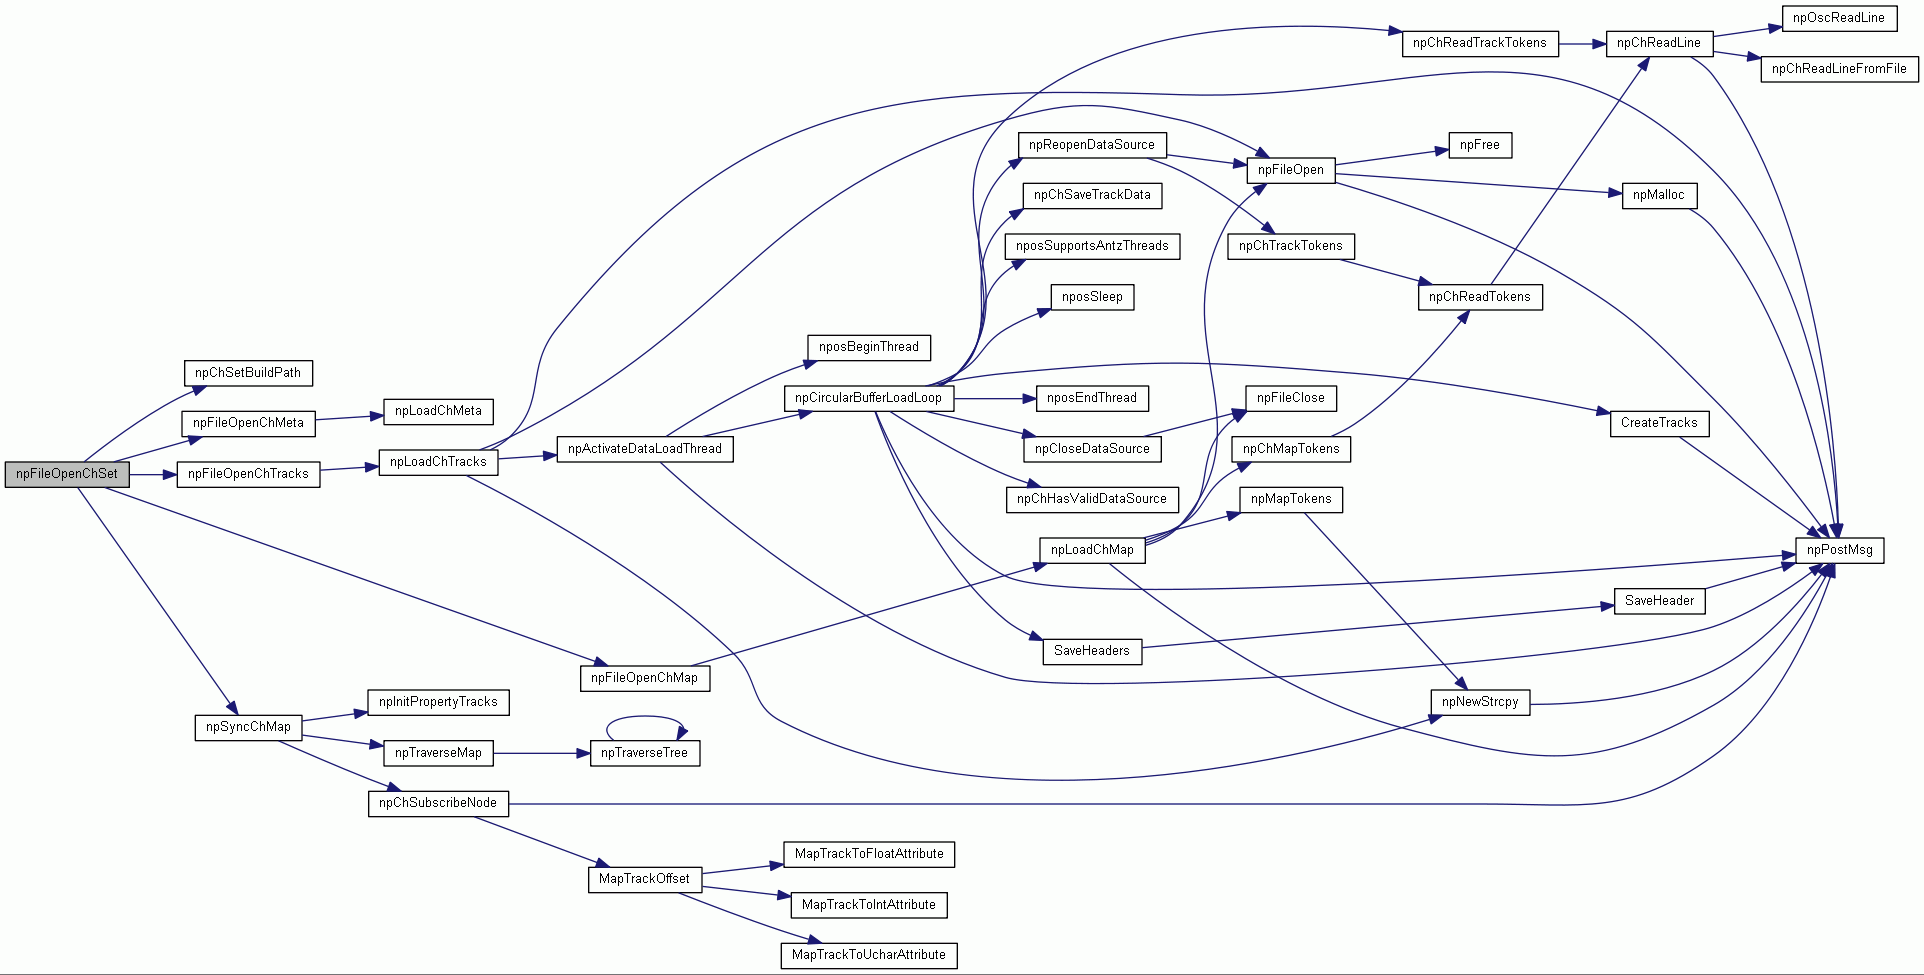 npOscReadLine
npChReadTrackTokens
npChReadLine
npChReadLineFromFile
npReopenDataSource
npFree
npFileOpen
npChSaveTrackData
npMalloc
nposSupportsAntzThreads
npChTrackTokens
nposSleep
npChReadTokens
nposBeginThread
npChSetBuildPath
npCircularBufferLoadLoop
nposEndThread
npFileClose
npLoadChMeta
npFileOpenChMeta
CreateTracks
npActivateDataLoadThread
npCloseDataSource
npChMapTokens
npLoadChTracks
npFileOpenChSet
npFileOpenChTracks
npChHasValidDataSource
npMapTokens
npLoadChMap
npPostMsg
SaveHeader
SaveHeaders
npFileOpenChMap
npInitPropertyTracks
npNewStrcpy
npSyncChMap
npTraverseMap
npTraverseTree
npChSubscribeNode
MapTrackToFloatAttribute
MapTrackOffset
MapTrackToIntAttribute
MapTrackToUcharAttribute